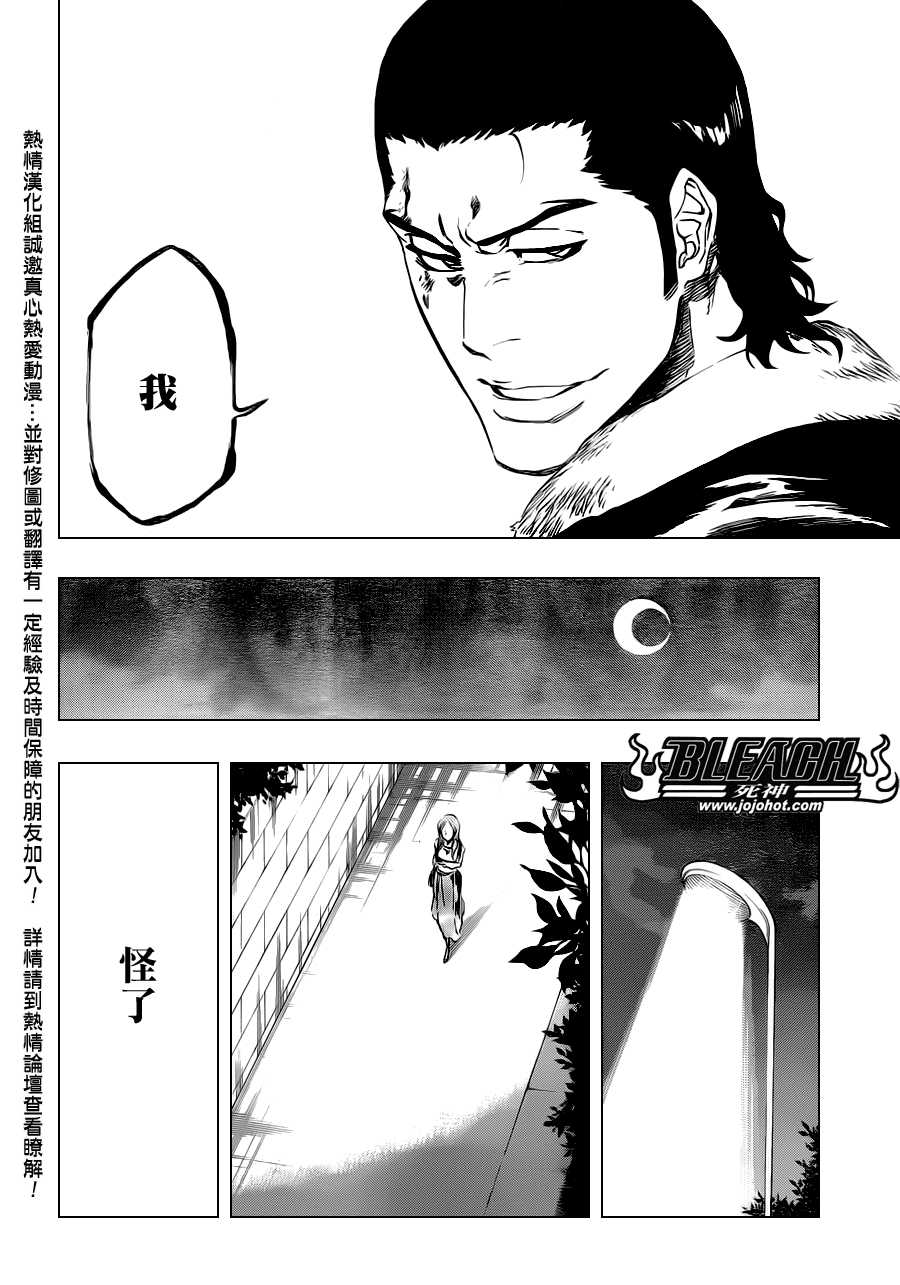 我
BLEACH
死神
www.jojohot.com
怪了
熱情漢化組誠邀真心熱愛動漫…並對修圖或翻譯有一定經驗及時間保障的朋友加入！ 詳情請到熱情論壇查看瞭解！